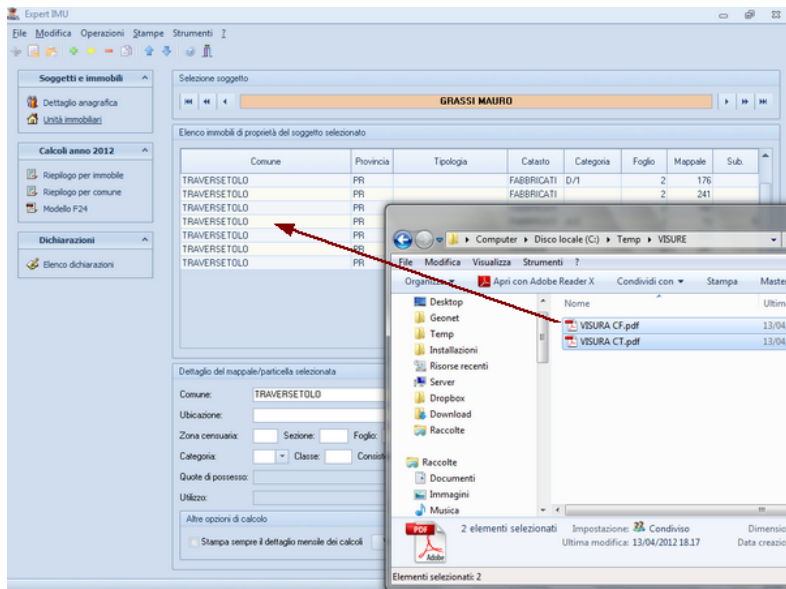 Expert IMU
File Modifica Operazioni Stampe Strumenti ?
Soggetti e immobili
Dettaglio anagrafica
Unità immobiliari
Calcoli anno 2012
Riepilogo per immobile
Riepilogo per comune
Modello F24
Dichiarazioni
Elenco dichiarazioni
Selezione soggetto
GRASSI MAURO
Elenco immobili di proprietà del soggetto selezionato
Comune Provincia Tipologia Catasto Categoria Foglio Mappale Sub.
TRAVERSETOLO PR FABBRICATI D/1 2 176
TRAVERSETOLO PR FABBRICATI 2 241
TRAVERSETOLO PR
TRAVERSETOLO PR
TRAVERSETOLO PR
TRAVERSETOLO PR
TRAVERSETOLO PR
Dettaglio del mappale/particella selezionata
Comune: TRAVERSETOLO
Ubicazione:
Zona censuaria: Sezione: Foglio:
Categoria: Classe: Consiste
Quote di possesso:
Utilizzo:
Altre opzioni di calcolo
Stampa sempre il dettaglio mensile dei calcoli
Computer Disco locale (C:) Temp VISURE
File Modifica Visualizza Strumenti ?
Organizza Apri con Adobe Reader X Condividi con Stampa Master
Desktop
Geonet
Temp
Installazioni
Risorse recenti
Server
Dropbox
Download
Raccolte
Raccolte
Documenti
Immagini
Musica
Nome Ultim
VISURA CF.pdf 13/04
VISURA CT.pdf 13/04
PDF
Adobe
2 elementi selezionati Impostazione: Condiviso Dimensio
Ultima modifica: 13/04/2012 18.17 Data creazio
Elementi selezionati: 2